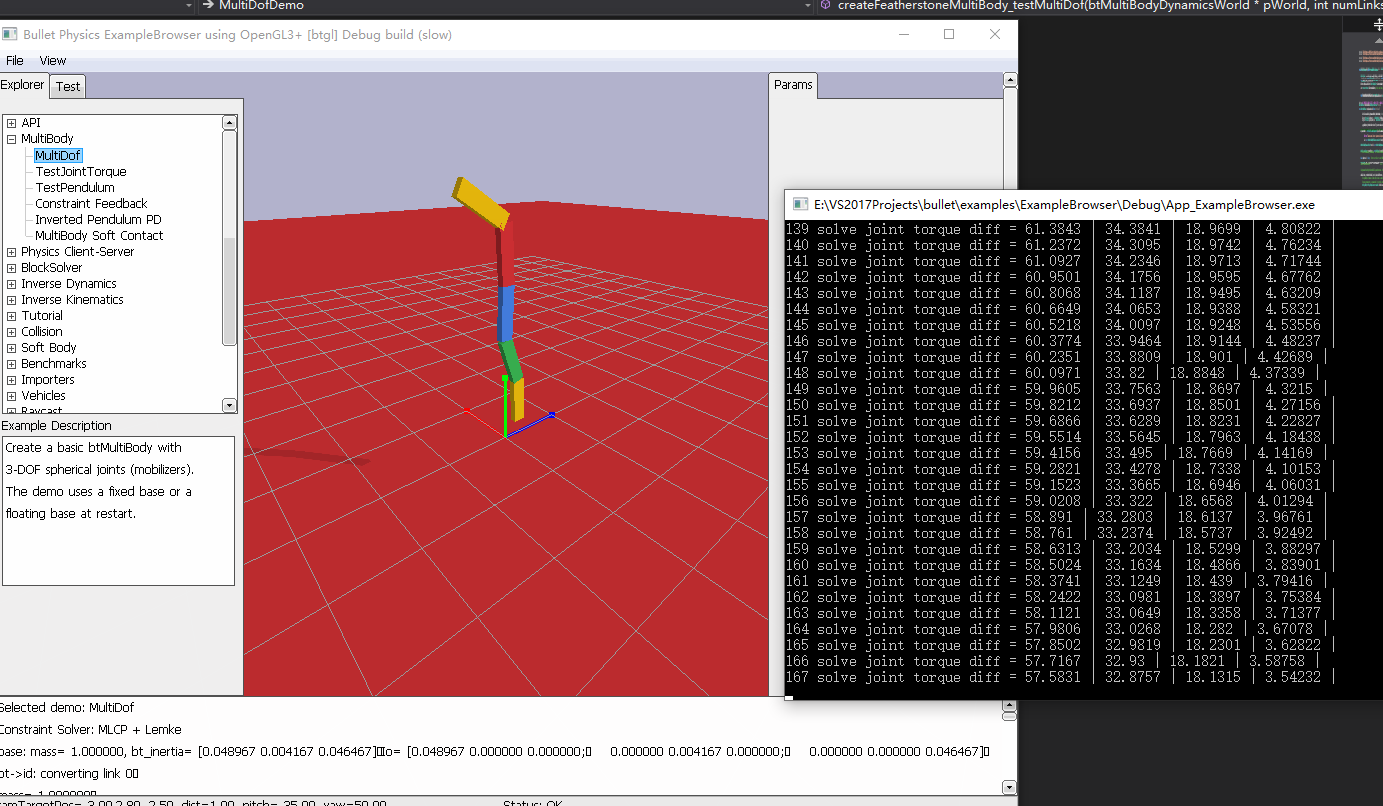 MultiDofDemo
createFeatherstoneMultiBody_testMultiDof(btMultiBodyDynamicsWorld * pWorld, int numLinks
Bullet Physics ExampleBrowser using OpenGL3+ [btgl] Debug build (slow)
File View
Explorer Test
Params
API
MultiBody
MultiDof
TestJointTorque
TestPendulum
Constraint Feedback
Inverted Pendulum PD
MultiBody Soft Contact
Physics Client-Server
BlockSolver
Inverse Dynamics
Inverse Kinematics
Tutorial
Collision
Soft Body
Benchmarks
Importers
Vehicles
Raycast
Example Description
Create a basic btMultiBody with
3-DOF spherical joints (mobilizers).
The demo uses a fixed base or a
floating base at restart.
E:\VS2017Projects\bullet\examples\ExampleBrowser\Debug\App_ExampleBrowser.exe
139 solve joint torque diff = 61.3843 | 34.3841 | 18.9699 | 4.80822 |
140 solve joint torque diff = 61.2372 | 34.3095 | 18.9742 | 4.76234 |
141 solve joint torque diff = 61.0927 | 34.2346 | 18.9713 | 4.71744 |
142 solve joint torque diff = 60.9501 | 34.1756 | 18.9595 | 4.67762 |
143 solve joint torque diff = 60.8068 | 34.1187 | 18.9495 | 4.63209 |
144 solve joint torque diff = 60.6649 | 34.0653 | 18.9388 | 4.58321 |
145 solve joint torque diff = 60.5218 | 34.0097 | 18.9248 | 4.53556 |
146 solve joint torque diff = 60.3774 | 33.9464 | 18.9144 | 4.48237 |
147 solve joint torque diff = 60.2351 | 33.8809 | 18.901 | 4.42689 |
148 solve joint torque diff = 60.0971 | 33.82 | 18.8848 | 4.37339 |
149 solve joint torque diff = 59.9605 | 33.7563 | 18.8697 | 4.3215 |
150 solve joint torque diff = 59.8212 | 33.6937 | 18.8501 | 4.27156 |
151 solve joint torque diff = 59.6866 | 33.6289 | 18.8231 | 4.22827 |
152 solve joint torque diff = 59.5514 | 33.5645 | 18.7963 | 4.18438 |
153 solve joint torque diff = 59.4156 | 33.495 | 18.7669 | 4.14169 |
154 solve joint torque diff = 59.2821 | 33.4278 | 18.7338 | 4.10153 |
155 solve joint torque diff = 59.1523 | 33.3665 | 18.6946 | 4.06031 |
156 solve joint torque diff = 59.0208 | 33.322 | 18.6568 | 4.01294 |
157 solve joint torque diff = 58.891 | 33.2803 | 18.6137 | 3.96761 |
158 solve joint torque diff = 58.761 | 33.2374 | 18.5737 | 3.92492 |
159 solve joint torque diff = 58.6313 | 33.2034 | 18.5299 | 3.88297 |
160 solve joint torque diff = 58.5024 | 33.1634 | 18.4866 | 3.83901 |
161 solve joint torque diff = 58.3741 | 33.1249 | 18.439 | 3.79416 |
162 solve joint torque diff = 58.2422 | 33.0981 | 18.3897 | 3.75384 |
163 solve joint torque diff = 58.1121 | 33.0649 | 18.3358 | 3.71377 |
164 solve joint torque diff = 57.9806 | 33.0268 | 18.282 | 3.67078 |
165 solve joint torque diff = 57.8502 | 32.9819 | 18.2301 | 3.62822 |
166 solve joint torque diff = 57.7167 | 32.93 | 18.1821 | 3.58758 |
167 solve joint torque diff = 57.5831 | 32.8757 | 18.1315 | 3.54232 |
Selected demo: MultiDof
Constraint Solver: MLCP + Lemke
base: mass= 1.000000, bt_inertia= [0.048967 0.004167 0.046467] Io= [0.048967 0.000000 0.000000; 0.000000 0.004167 0.000000; 0.000000 0.000000 0.046467]
ot->id: converting link 0
mass= 1.000000
amTargetPos= 3.00,2.80,-2.50, dist=1.00, pitch=-35.00, yaw=50.00 Status: OK